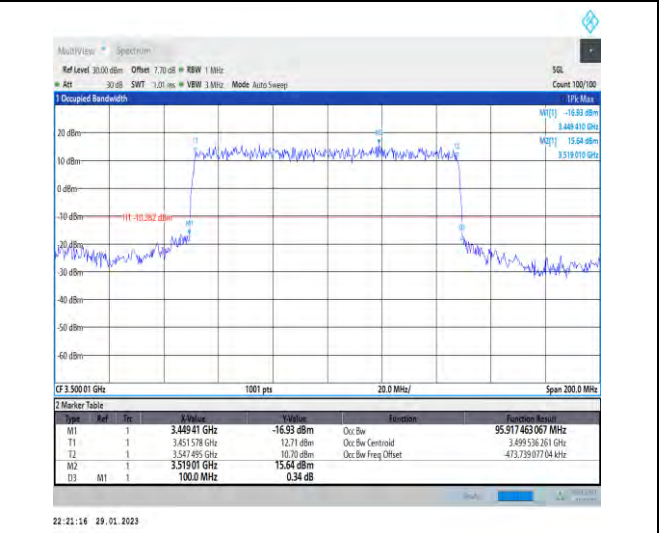 MultiView Spectrum
Ref Level 30.00 dBm Offset 7.70 dB RBW 1 MHz SGL
Att 30 dB SWT 1.01 ms VBW 3 MHz Mode Auto Sweep Count 100/100
1 Occupied Bandwidth 1Pk Max
M1[1] -16.93 dBm
3.449 410 GHz
M2[1] 15.64 dBm
3.519 010 GHz
20 dBm
T1
T2
10 dBm
0 dBm
-10 dBm
H1 -10.362 dBm
M1
-20 dBm
-30 dBm
-40 dBm
-50 dBm
-60 dBm
CF 3.500 01 GHz 1001 pts 20.0 MHz/ Span 200.0 MHz
2 Marker Table
Type Ref Trc X-Value Y-Value Function Function Result
M1 1 3.449 41 GHz -16.93 dBm Occ Bw 95.917 463 067 MHz
T1 1 3.451 578 GHz 12.71 dBm Occ Bw Centroid 3.499 536 261 GHz
T2 1 3.547 495 GHz 10.70 dBm Occ Bw Freq Offset -473.739 077 04 kHz
M2 1 3.519 01 GHz 15.64 dBm
D3 M1 1 100.0 MHz 0.34 dB
22:21:16 29.01.2023